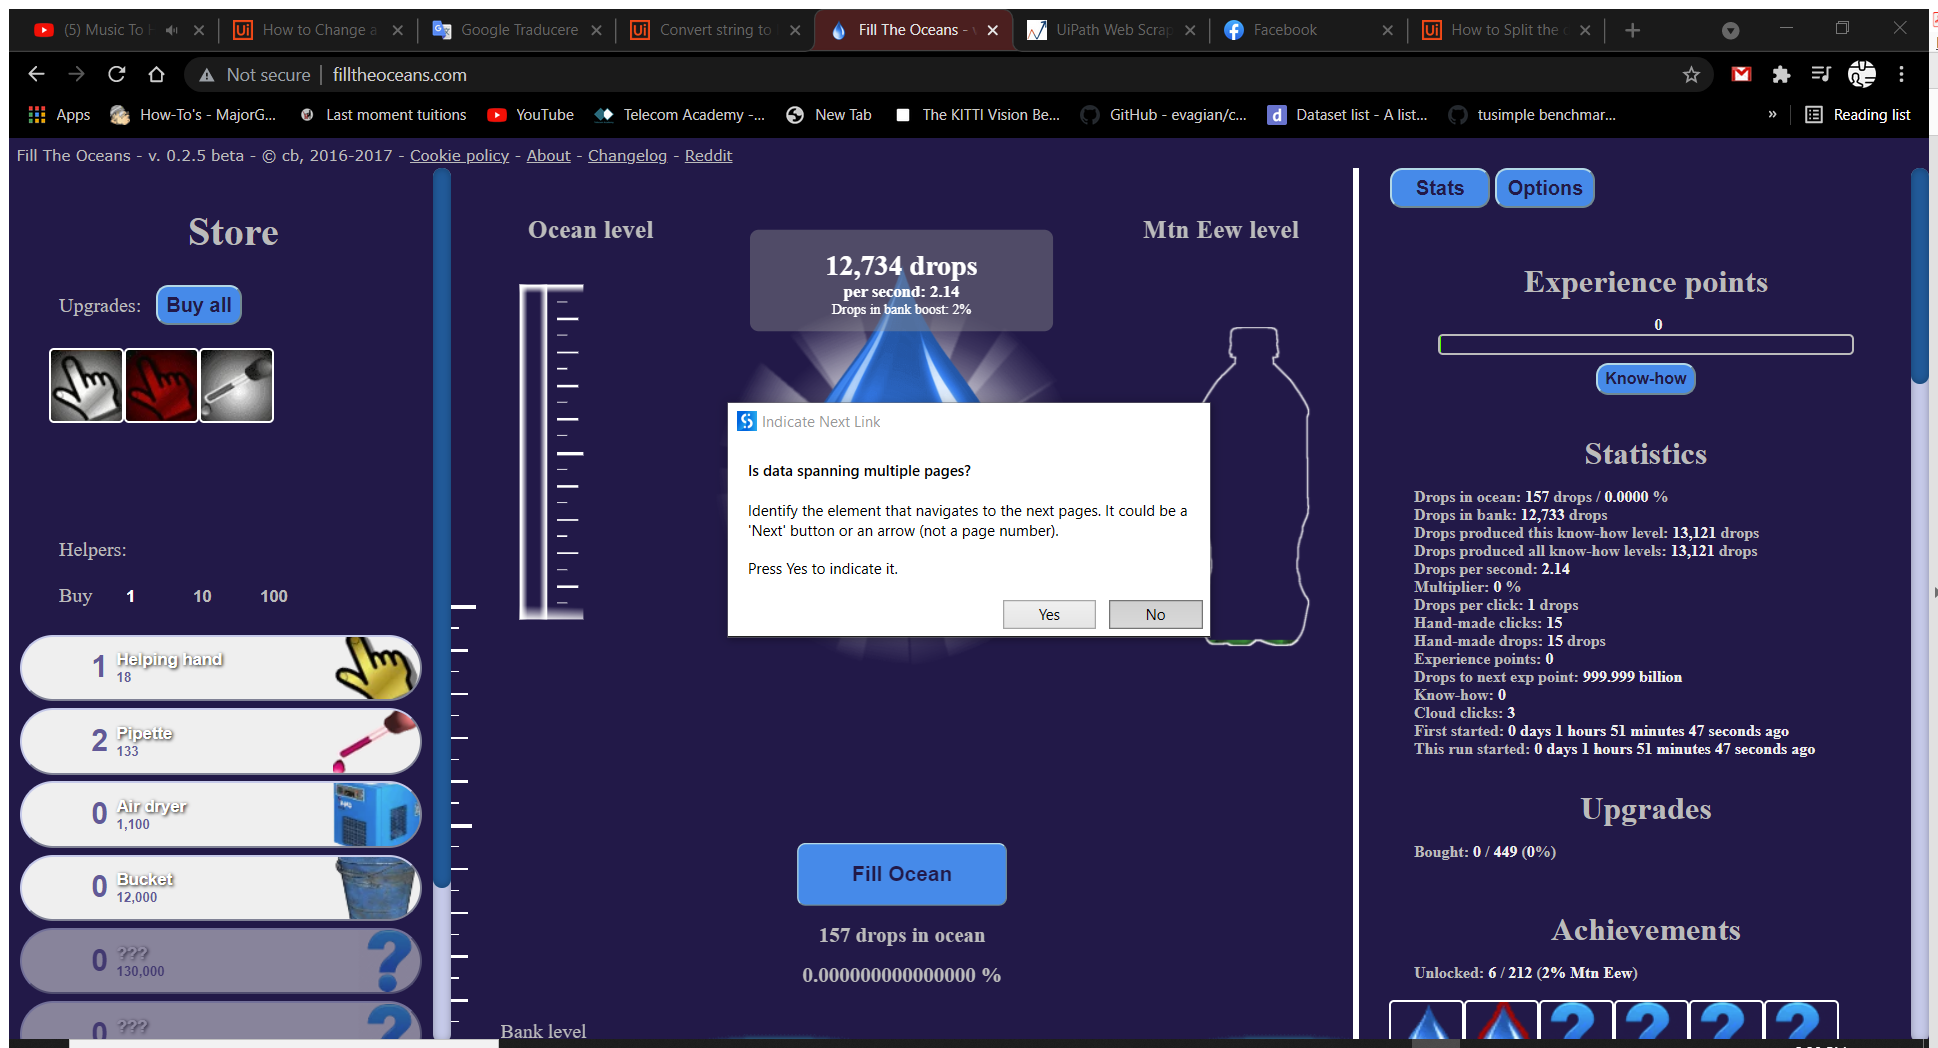 (5) Music To H
How to Change a
Google Traducere
Convert string to
Fill The Oceans - v
UiPath Web Scrap
Facebook
How to Split the c
Not secure | filltheoceans.com
Apps
How-To's - MajorG...
Last moment tuitions
YouTube
Telecom Academy -...
New Tab
The KITTI Vision Be...
GitHub - evagian/c...
Dataset list - A list...
tusimple benchmar...
»
Reading list
Fill The Oceans - v. 0.2.5 beta - © cb, 2016-2017 - Cookie policy - About - Changelog - Reddit
Store
Upgrades: Buy all
Helpers:
Buy 1 10 100
1 Helping hand
18
2 Pipette
133
0 Air dryer
1,100
0 Bucket
12,000
0 ???
130,000
0 ???
Ocean level
Mtn Eew level
12,734 drops
per second: 2.14
Drops in bank boost: 2%
Indicate Next Link
Is data spanning multiple pages?
Identify the element that navigates to the next pages. It could be a
'Next' button or an arrow (not a page number).
Press Yes to indicate it.
Yes No
Fill Ocean
157 drops in ocean
0.000000000000000 %
Bank level
Stats Options
Experience points
0
Know-how
Statistics
Drops in ocean: 157 drops / 0.0000 %
Drops in bank: 12,733 drops
Drops produced this know-how level: 13,121 drops
Drops produced all know-how levels: 13,121 drops
Drops per second: 2.14
Multiplier: 0 %
Drops per click: 1 drops
Hand-made clicks: 15
Hand-made drops: 15 drops
Experience points: 0
Drops to next exp point: 999.999 billion
Know-how: 0
Cloud clicks: 3
First started: 0 days 1 hours 51 minutes 47 seconds ago
This run started: 0 days 1 hours 51 minutes 47 seconds ago
Upgrades
Bought: 0 / 449 (0%)
Achievements
Unlocked: 6 / 212 (2% Mtn Eew)